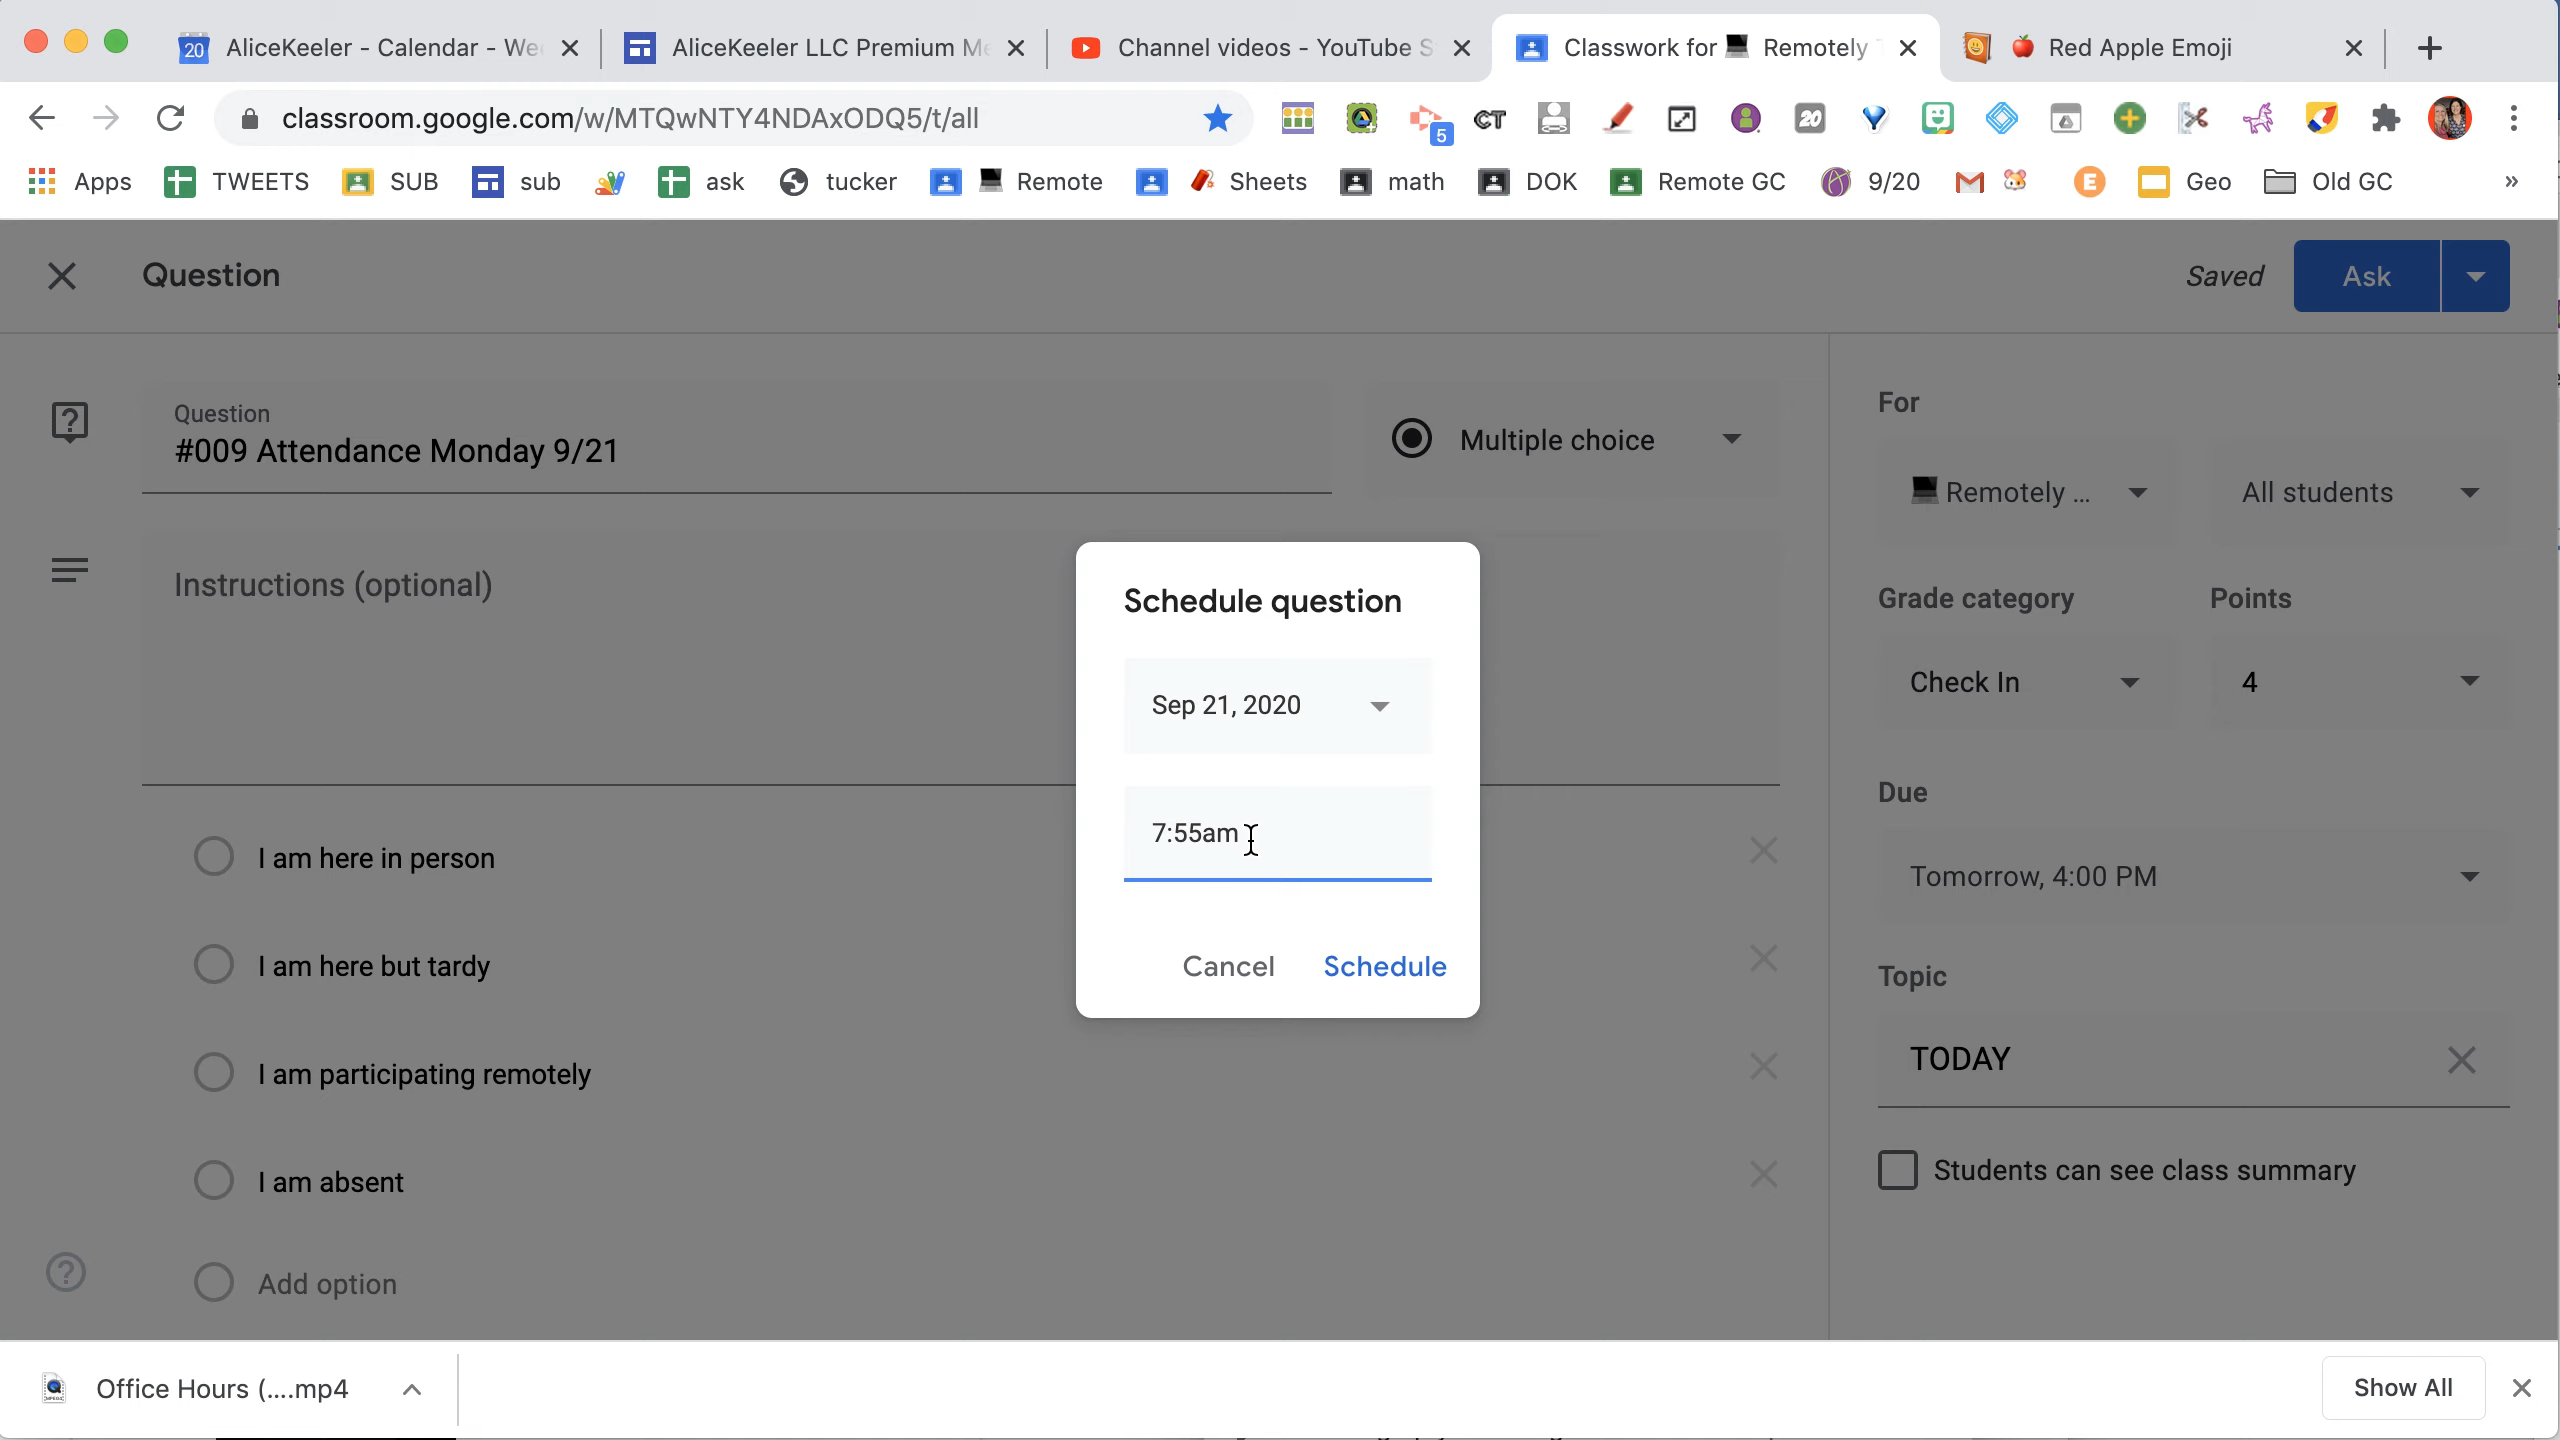 20 AliceKeeler - Calendar - We
AliceKeeler LLC Premium Me
Channel videos - YouTube S
Classwork for 💻 Remotely T
🍎 Red Apple Emoji
classroom.google.com/w/MTQwNTY4NDAxODQ5/t/all
5
CT
20
Apps
TWEETS
SUB
sub
ask
tucker
💻 Remote
Sheets
math
DOK
Remote GC
9/20
E
Geo
Old GC
»
Question
Saved
Ask
Question
#009 Attendance Monday 9/21
Multiple choice
Instructions (optional)
I am here in person
I am here but tardy
I am participating remotely
I am absent
Add option
For
💻 Remotely ...
All students
Grade category
Points
Check In
4
Due
Tomorrow, 4:00 PM
Topic
TODAY
Students can see class summary
Schedule question
Sep 21, 2020
7:55am
Cancel
Schedule
Office Hours (....mp4
Show All